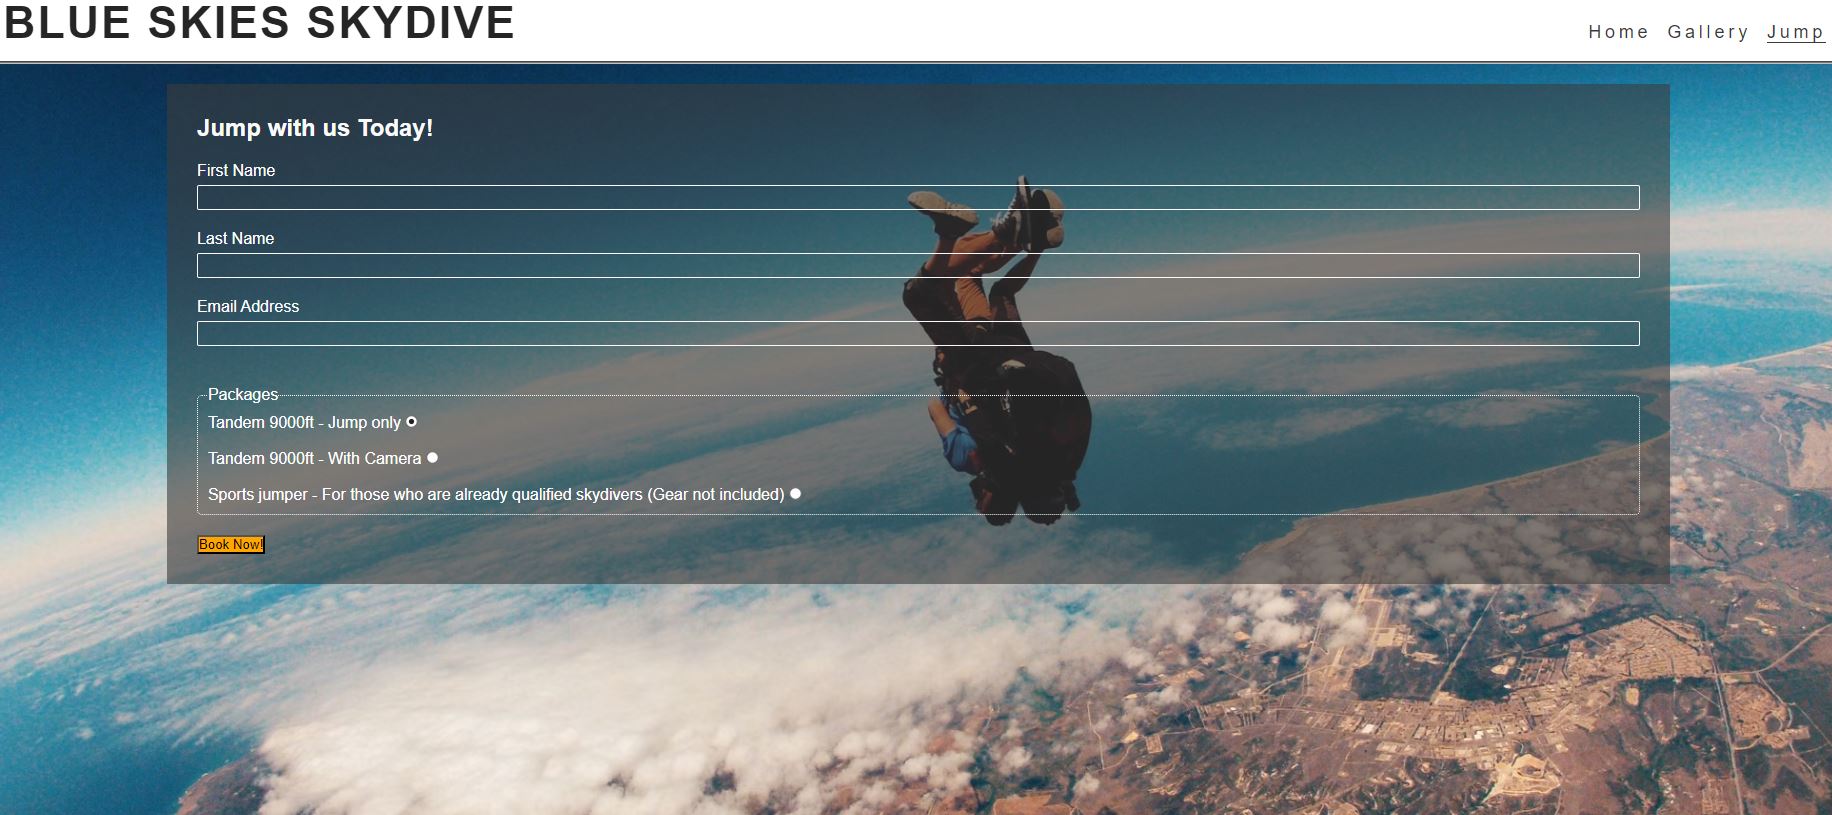 BLUE SKIES SKYDIVE
Home Gallery Jump
Jump with us Today!
First Name
Last Name
Email Address
Packages
Tandem 9000ft - Jump only
Tandem 9000ft - With Camera
Sports jumper - For those who are already qualified skydivers (Gear not included)
Book Now!